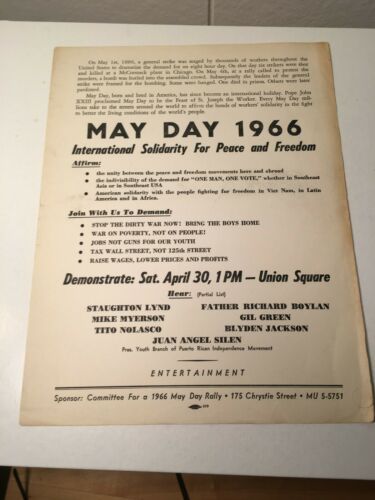 On May 1st, 1886, a general strike was staged by thousands of workers throughout the
United States to dramatize the demand for an eight hour day. On that day six strikers were shot
and killed at a McCormack plant in Chicago. On May 4th, at a rally called to protest the
murders, a bomb was hurled into the assembled crowd. Subsequently the leaders of the general
strike were framed for the bombing. Some were hanged. One died in prison. Others were later
pardoned.
May Day, born and bred in America, has since become an international holiday. Pope John
XXIII proclaimed May Day to be the Feast of St. Joseph the Worker. Every May Day millions
take to the streets around the world to affirm the bonds of workers' solidarity in the fight
to better the living conditions of the world's people.
MAY DAY 1966
International Solidarity For Peace and Freedom
Affirm:
• the unity between the peace and freedom movements here and abroad
• the indivisibility of the demand for "ONE MAN, ONE VOTE," whether in Southeast
Asia or in Southeast USA
• American solidarity with the people fighting for freedom in Viet Nam, in Latin
America and in Africa.
Join With Us To Demand:
• STOP THE DIRTY WAR NOW! BRING THE BOYS HOME
• WAR ON POVERTY, NOT ON PEOPLE!
• JOBS NOT GUNS FOR OUR YOUTH
• TAX WALL STREET, NOT 125th STREET
• RAISE WAGES, LOWER PRICES AND PROFITS
Demonstrate: Sat. April 30, 1 PM — Union Square
Hear: (Partial List)
STAUGHTON LYND FATHER RICHARD BOYLAN
MIKE MYERSON GIL GREEN
TITO NOLASCO BLYDEN JACKSON
JUAN ANGEL SILEN
Pres. Youth Branch of Puerto Rican Independence Movement
ENTERTAINMENT
Sponsor: Committee For a 1966 May Day Rally • 175 Chrystie Street • MU 5-5751